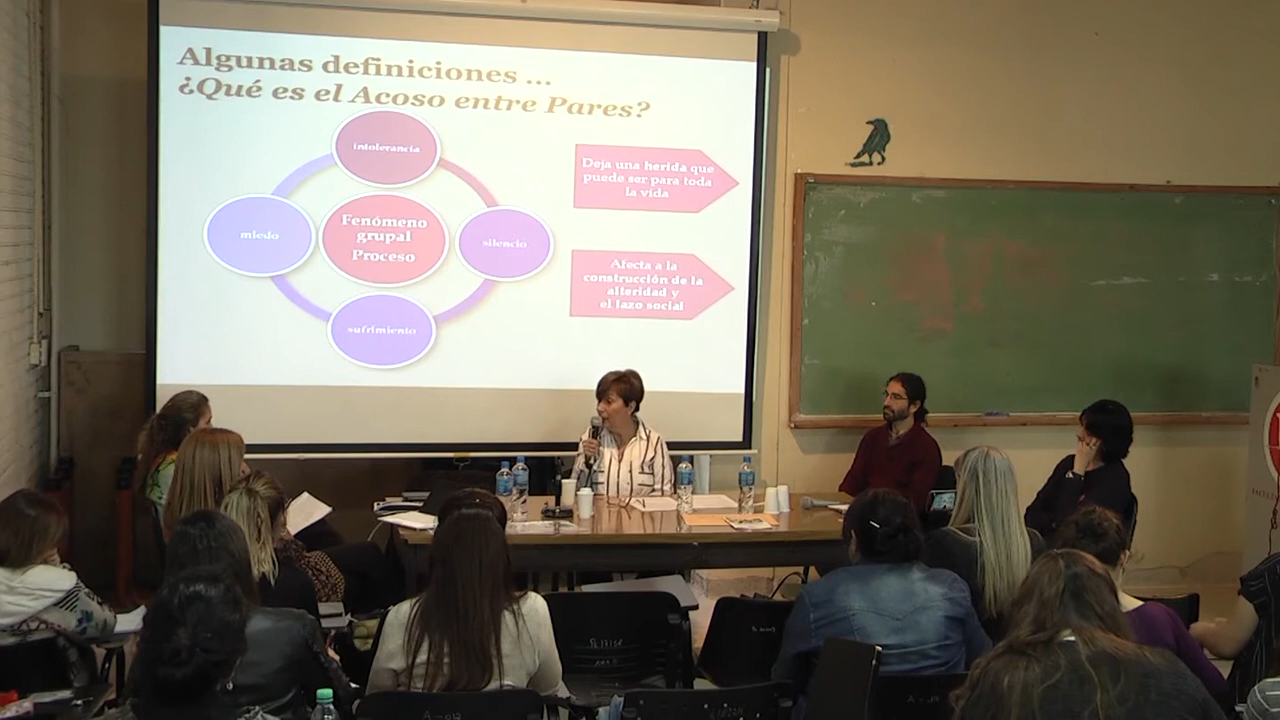 Algunas definiciones ...
¿Qué es el Acoso entre Pares?
intolerancia
miedo
Fenómeno
grupal
Proceso
silencio
sufrimiento
Deja una herida que
puede ser para toda
la vida
Afecta a la
construcción de la
alteridad y
el lazo social